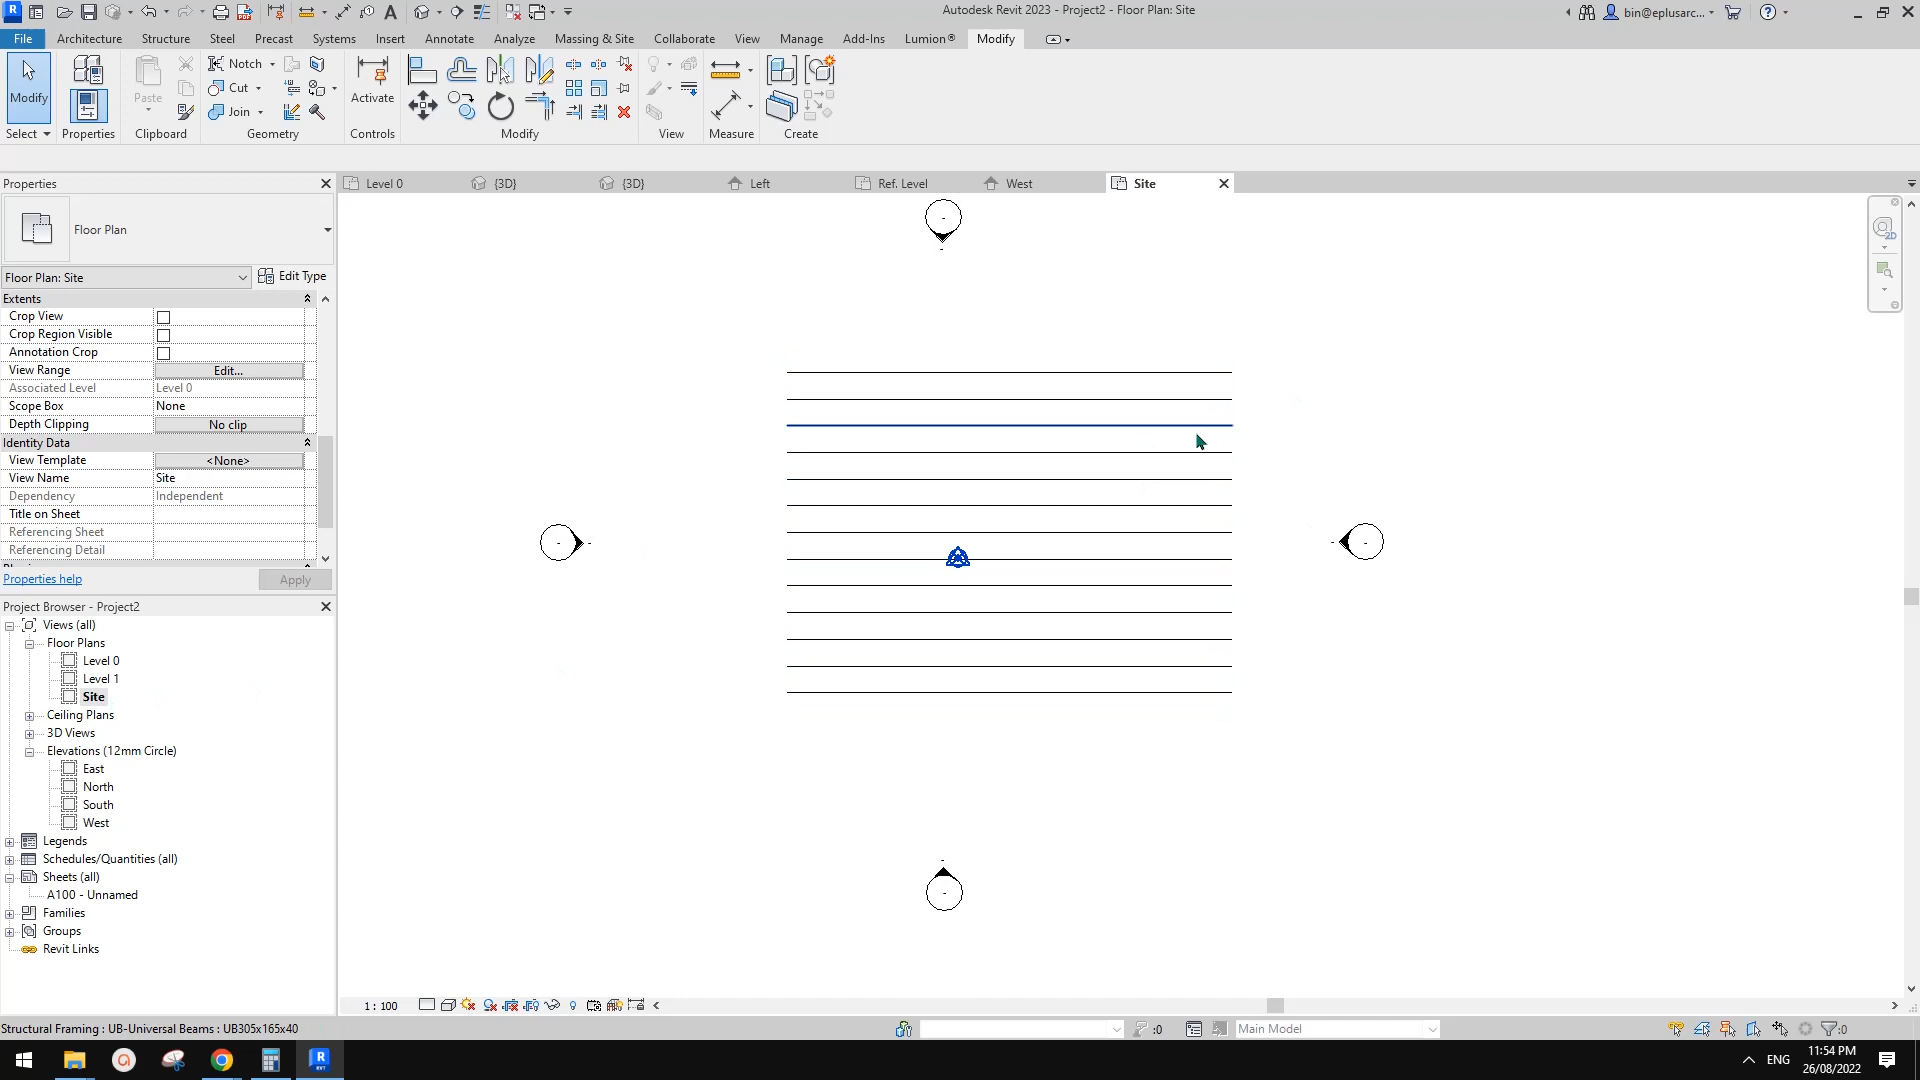 Autodesk Revit 2023 - Project2 - Floor Plan: Site
bin@eplusarc...
File
Architecture
Structure
Steel
Precast
Systems
Insert
Annotate
Analyze
Massing & Site
Collaborate
View
Manage
Add-Ins
Lumion®
Modify
Modify
Paste
Notch
Cut
Join
Activate
Select
Properties
Clipboard
Geometry
Controls
Modify
View
Measure
Create
Properties
Level 0
{3D}
{3D}
Left
Ref. Level
West
Site
Floor Plan
Floor Plan: Site
Edit Type
Extents
Crop View
Crop Region Visible
Annotation Crop
View Range Edit...
Associated Level Level 0
Scope Box None
Depth Clipping No clip
Identity Data
View Template <None>
View Name Site
Dependency Independent
Title on Sheet
Referencing Sheet
Referencing Detail
Properties help
Apply
Project Browser - Project2
Views (all)
Floor Plans
Level 0
Level 1
Site
Ceiling Plans
3D Views
Elevations (12mm Circle)
East
North
South
West
Legends
Schedules/Quantities (all)
Sheets (all)
A100 - Unnamed
Families
Groups
Revit Links
2D
1 : 100
Structural Framing : UB-Universal Beams : UB305x165x40
:0
Main Model
:0
ENG
11:54 PM
26/08/2022